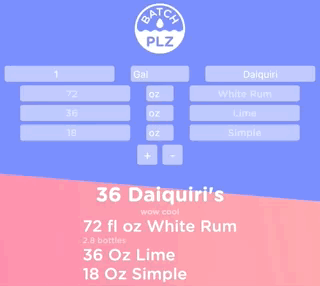 BATCH
PLZ
1 Gal Daiquiri
72 oz White Rum
36 oz Lime
18 oz Simple
+ -
36 Daiquiri's
wow cool
72 fl oz White Rum
2.8 bottles
36 Oz Lime
18 Oz Simple